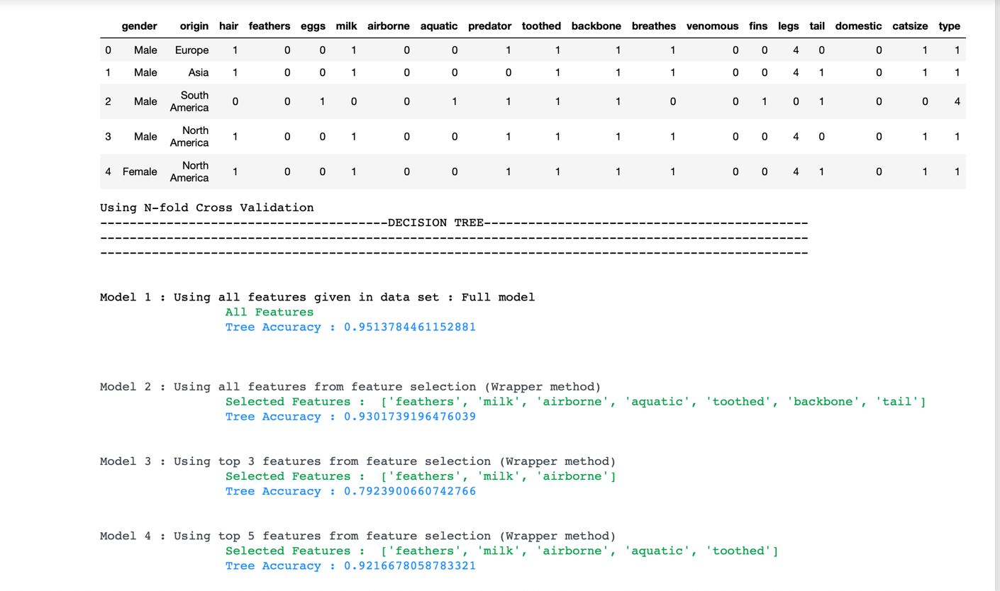 gender origin hair feathers eggs milk airborne aquatic predator toothed backbone breathes venomous fins legs tail domestic catsize type
0 Male Europe 1 0 0 1 0 0 1 1 1 1 0 0 4 0 0 1 1
1 Male Asia 1 0 0 1 0 0 0 1 1 1 0 0 4 1 0 1 1
2 Male South America 0 0 1 0 0 1 1 1 1 0 0 1 0 1 0 0 4
3 Male North America 1 0 0 1 0 0 1 1 1 1 0 0 4 0 0 1 1
4 Female North America 1 0 0 1 0 0 1 1 1 1 0 0 4 1 0 1 1
Using N-fold Cross Validation
---------------------------------------DECISION TREE--------------------------------------------
------------------------------------------------------------------------------------------------
------------------------------------------------------------------------------------------------
Model 1 : Using all features given in data set : Full model
All Features
Tree Accuracy : 0.9513784461152881
Model 2 : Using all features from feature selection (Wrapper method)
Selected Features :  ['feathers', 'milk', 'airborne', 'aquatic', 'toothed', 'backbone', 'tail']
Tree Accuracy : 0.9301739196476039
Model 3 : Using top 3 features from feature selection (Wrapper method)
Selected Features :  ['feathers', 'milk', 'airborne']
Tree Accuracy : 0.7923900660742766
Model 4 : Using top 5 features from feature selection (Wrapper method)
Selected Features :  ['feathers', 'milk', 'airborne', 'aquatic', 'toothed']
Tree Accuracy : 0.9216678058783321